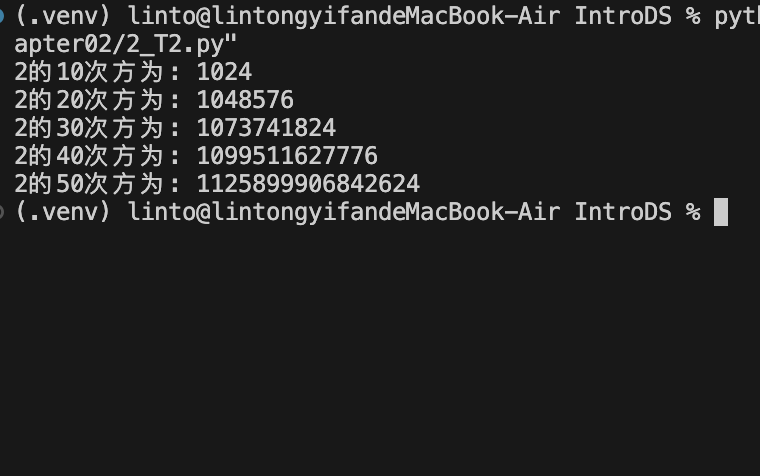 (.venv) linto@lintongyifandeMacBook-Air IntroDS % pyth
apter02/2_T2.py"
2的10次方为: 1024
2的20次方为: 1048576
2的30次方为: 1073741824
2的40次方为: 1099511627776
2的50次方为: 1125899906842624
(.venv) linto@lintongyifandeMacBook-Air IntroDS %